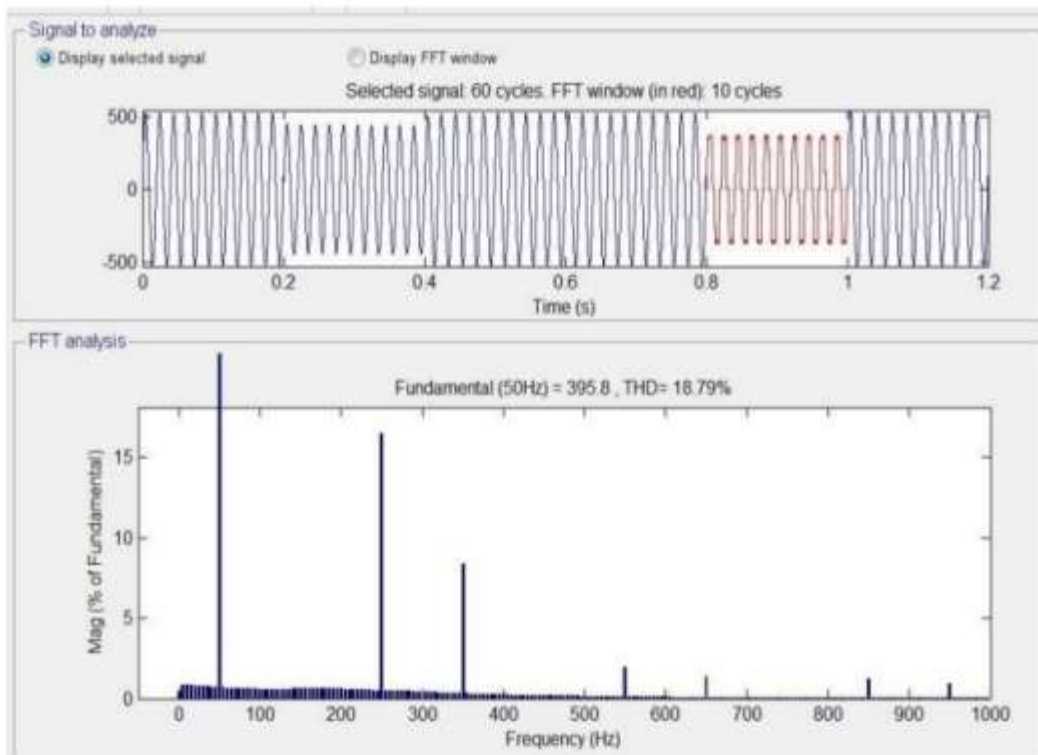 Signal to analyze
Display selected signal Display FFT window
Selected signal: 60 cycles. FFT window (in red): 10 cycles
500
0
-500
0 0.2 0.4 0.6 0.8 1 1.2
Time (s)
FFT analysis
Fundamental (50Hz) = 395.8 , THD= 18.79%
Mag (% of Fundamental)
15
10
5
0
0 100 200 300 400 500 600 700 800 900 1000
Frequency (Hz)